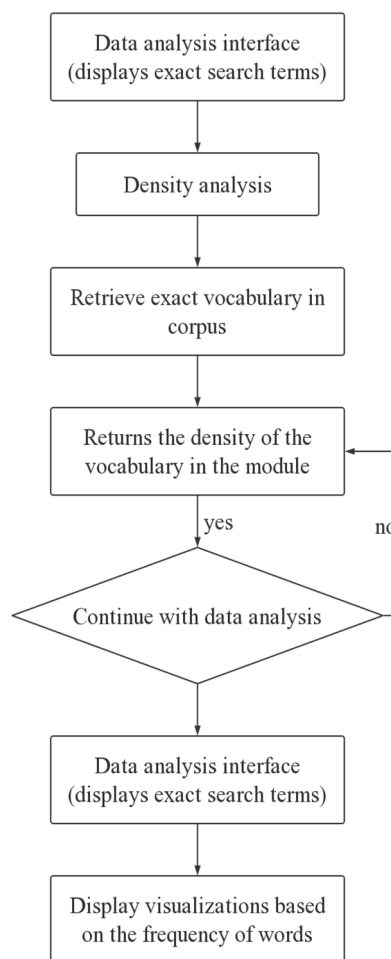 Data analysis interface
(displays exact search terms)
Density analysis
Retrieve exact vocabulary in
corpus
Returns the density of the
vocabulary in the module
yes
no
Continue with data analysis
Data analysis interface
(displays exact search terms)
Display visualizations based
on the frequency of words